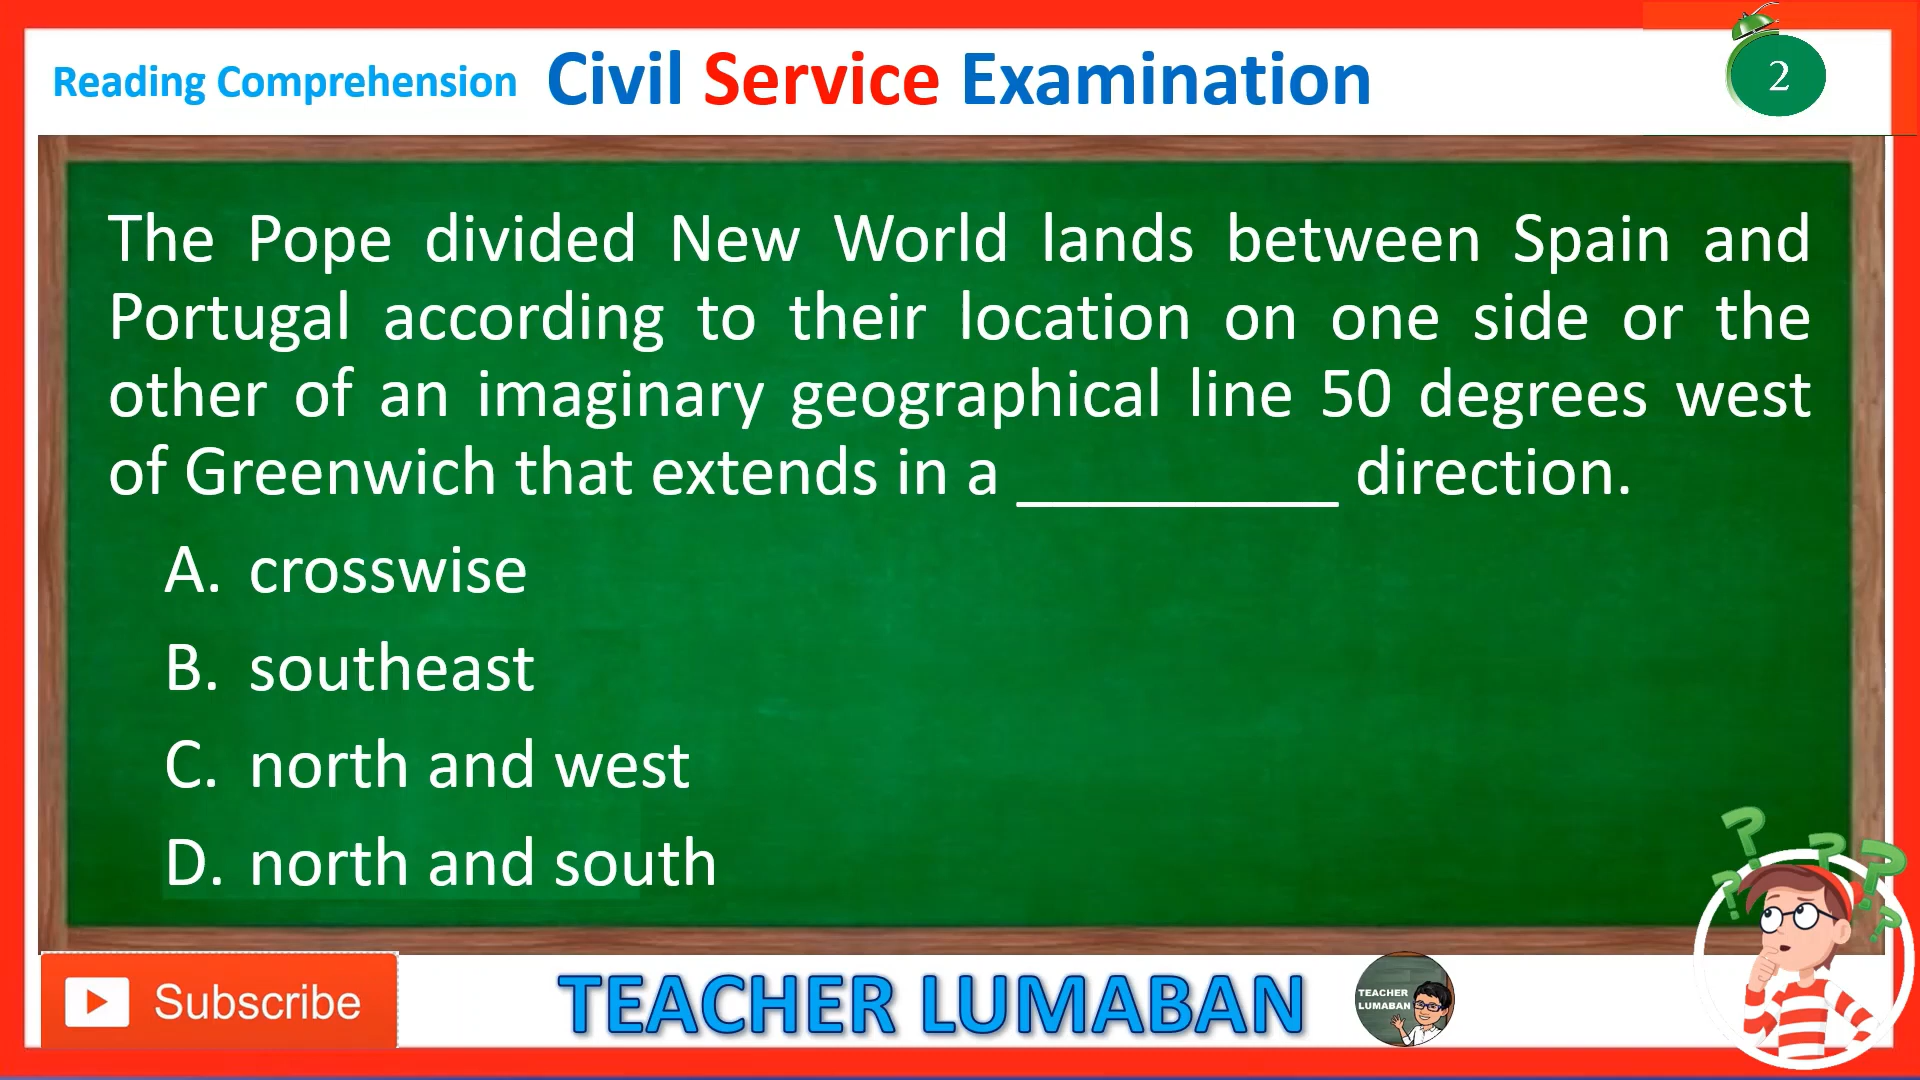 Reading Comprehension Civil Service Examination
2
The Pope divided New World lands between Spain and
Portugal according to their location on one side or the
other of an imaginary geographical line 50 degrees west
of Greenwich that extends in a __________ direction.
A. crosswise
B. southeast
C. north and west
D. north and south
Subscribe
TEACHER LUMABAN
TEACHER
LUMABAN